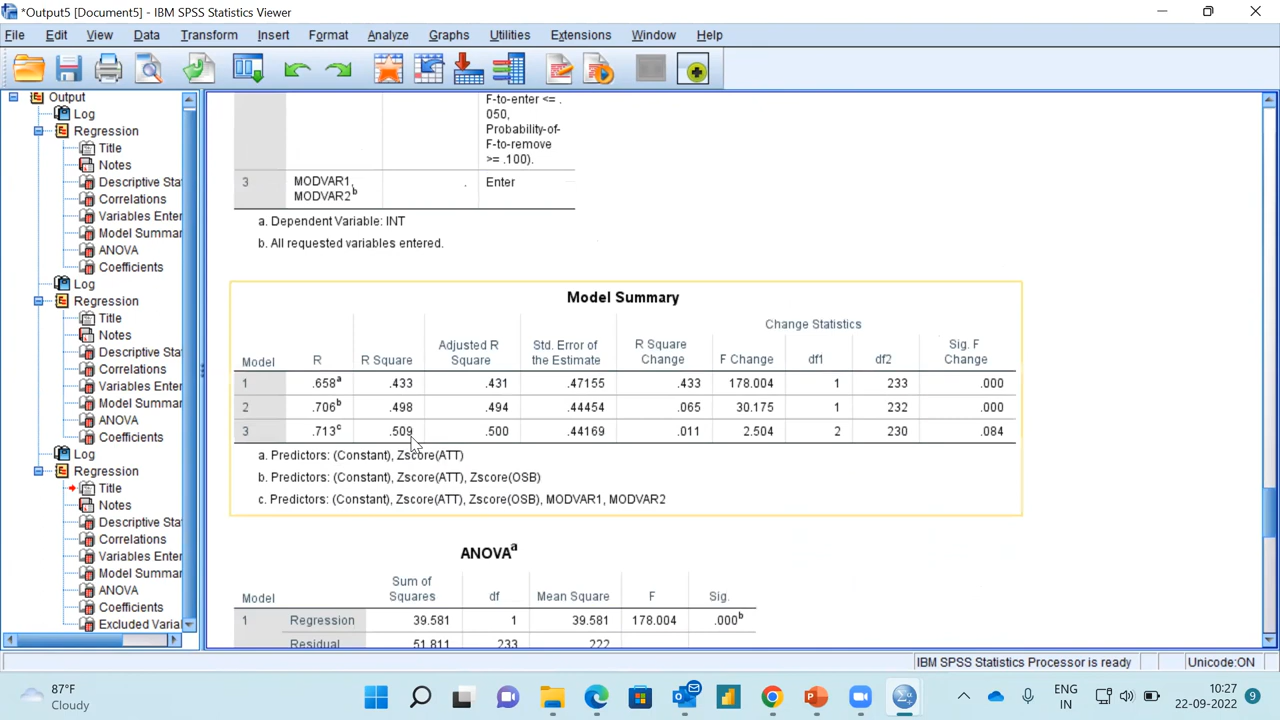 *Output5 [Document5] - IBM SPSS Statistics Viewer
File Edit View Data Transform Insert Format Analyze Graphs Utilities Extensions Window Help
Output
Log
Regression
Title
Notes
Descriptive Sta
Correlations
Variables Enter
Model Summar
ANOVA
Coefficients
Log
Regression
Title
Notes
Descriptive Sta
Correlations
Variables Enter
Model Summar
ANOVA
Coefficients
Log
Regression
Title
Notes
Descriptive Sta
Correlations
Variables Enter
Model Summar
ANOVA
Coefficients
Excluded Varia
F-to-enter <= .
050,
Probability-of-
F-to-remove
>= .100).
3 MODVAR1, . Enter
MODVAR2b
a. Dependent Variable: INT
b. All requested variables entered.
Model Summary
Change Statistics
Model R R Square Adjusted R Square Std. Error of the Estimate R Square Change F Change df1 df2 Sig. F Change
1 .658a .433 .431 .47155 .433 178.004 1 233 .000
2 .706b .498 .494 .44454 .065 30.175 1 232 .000
3 .713c .509 .500 .44169 .011 2.504 2 230 .084
a. Predictors: (Constant), Zscore(ATT)
b. Predictors: (Constant), Zscore(ATT), Zscore(OSB)
c. Predictors: (Constant), Zscore(ATT), Zscore(OSB), MODVAR1, MODVAR2
ANOVAa
Model Sum of Squares df Mean Square F Sig.
1 Regression 39.581 1 39.581 178.004 .000b
Residual 51.811 233 .222
IBM SPSS Statistics Processor is ready Unicode:ON
87°F
Cloudy
ENG
IN
10:27
22-09-2022
9